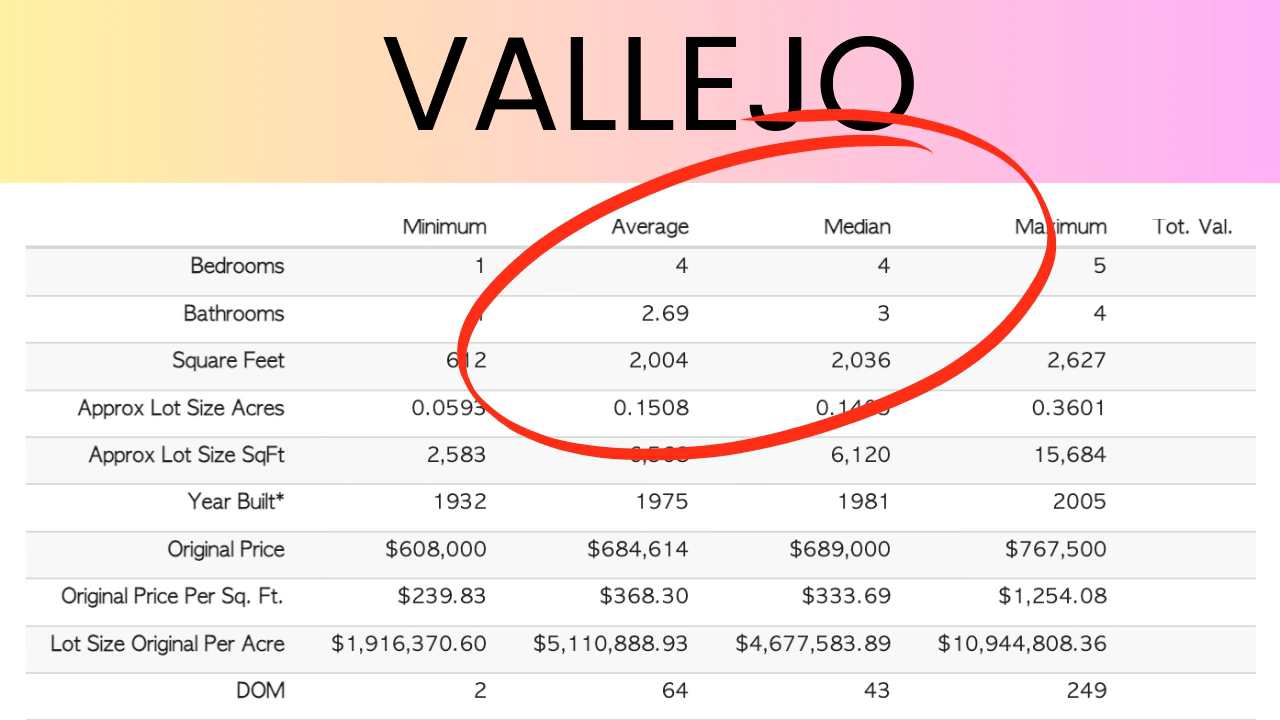 VALLEJO
Minimum Average Median Maximum Tot. Val.
Bedrooms 1 4 4 5
Bathrooms 2.69 3 4
Square Feet 612 2,004 2,036 2,627
Approx Lot Size Acres 0.0593 0.1508 0.3601
Approx Lot Size SqFt 2,583 6,120 15,684
Year Built* 1932 1975 1981 2005
Original Price $608,000 $684,614 $689,000 $767,500
Original Price Per Sq. Ft. $239.83 $368.30 $333.69 $1,254.08
Lot Size Original Per Acre $1,916,370.60 $5,110,888.93 $4,677,583.89 $10,944,808.36
DOM 2 64 43 249